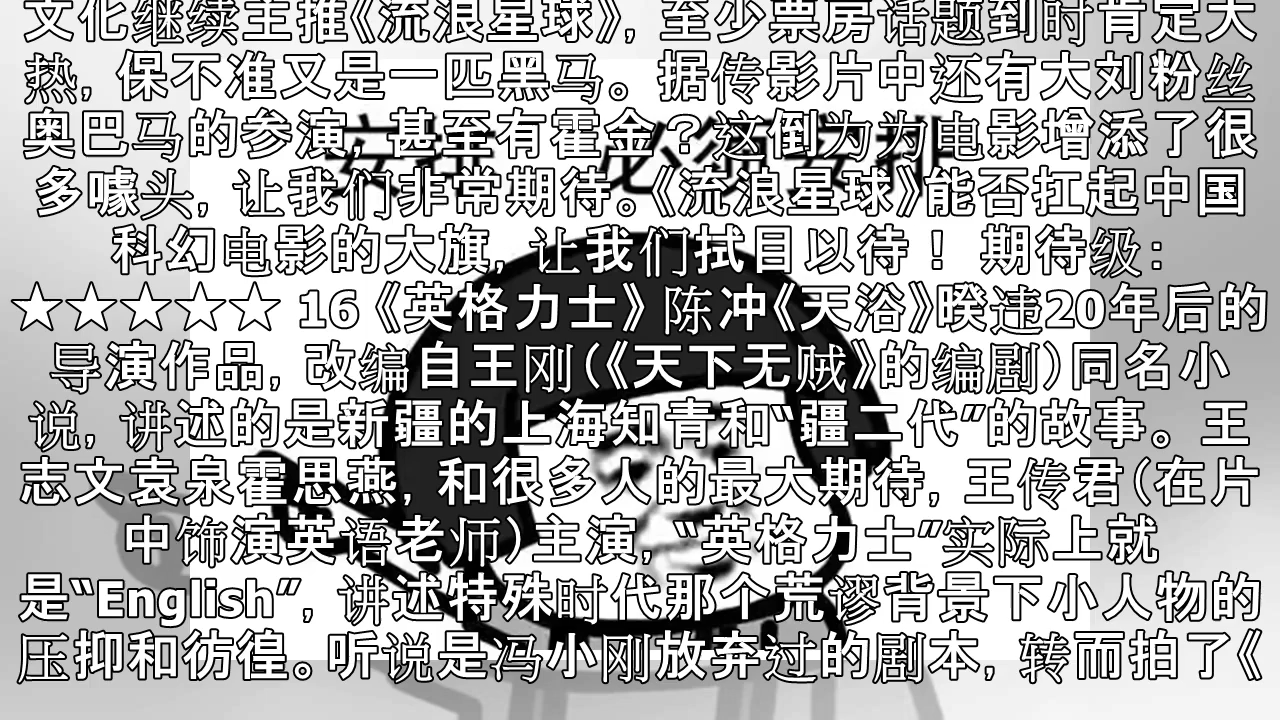 文化继续主推《流浪星球》, 至少票房话题到时肯定大
热, 保不准又是一匹黑马。据传影片中还有大刘粉丝
奥巴马的参演, 甚至有霍金？这倒为为电影增添了很
多噱头, 让我们非常期待。《流浪星球》能否扛起中国
科幻电影的大旗, 让我们拭目以待！ 期待级:
★★★★★ 16《英格力士》 陈冲《天浴》暌违20年后的
导演作品, 改编自王刚(《天下无贼》的编剧)同名小
说, 讲述的是新疆的上海知青和“疆二代”的故事。王
志文袁泉霍思燕, 和很多人的最大期待, 王传君(在片
中饰演英语老师)主演, “英格力士”实际上就
是“English”, 讲述特殊时代那个荒谬背景下小人物的
压抑和彷徨。听说是冯小刚放弃过的剧本, 转而拍了《
安排 必须安排